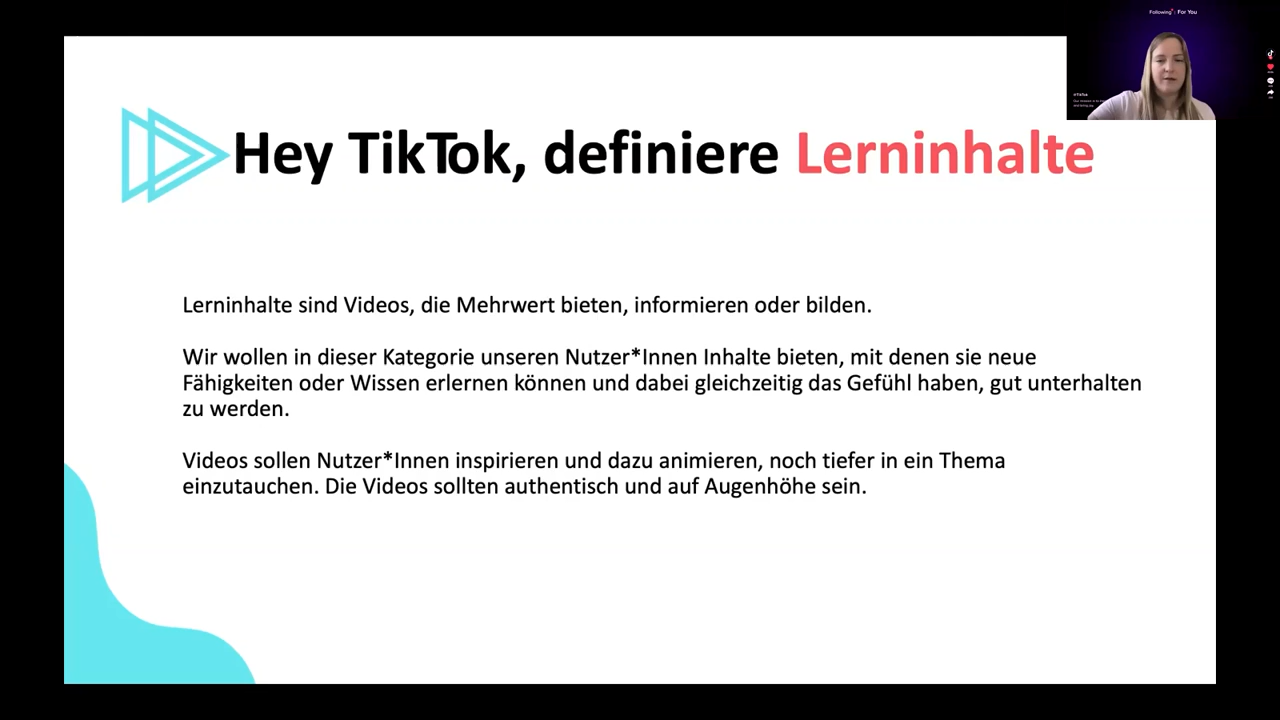 Following For You
Hey TikTok, definiere Lerninhalte
Lerninhalte sind Videos, die Mehrwert bieten, informieren oder bilden.
Wir wollen in dieser Kategorie unseren Nutzer*Innen Inhalte bieten, mit denen sie neue
Fähigkeiten oder Wissen erlernen können und dabei gleichzeitig das Gefühl haben, gut unterhalten
zu werden.
Videos sollen Nutzer*Innen inspirieren und dazu animieren, noch tiefer in ein Thema
einzutauchen. Die Videos sollten authentisch und auf Augenhöhe sein.